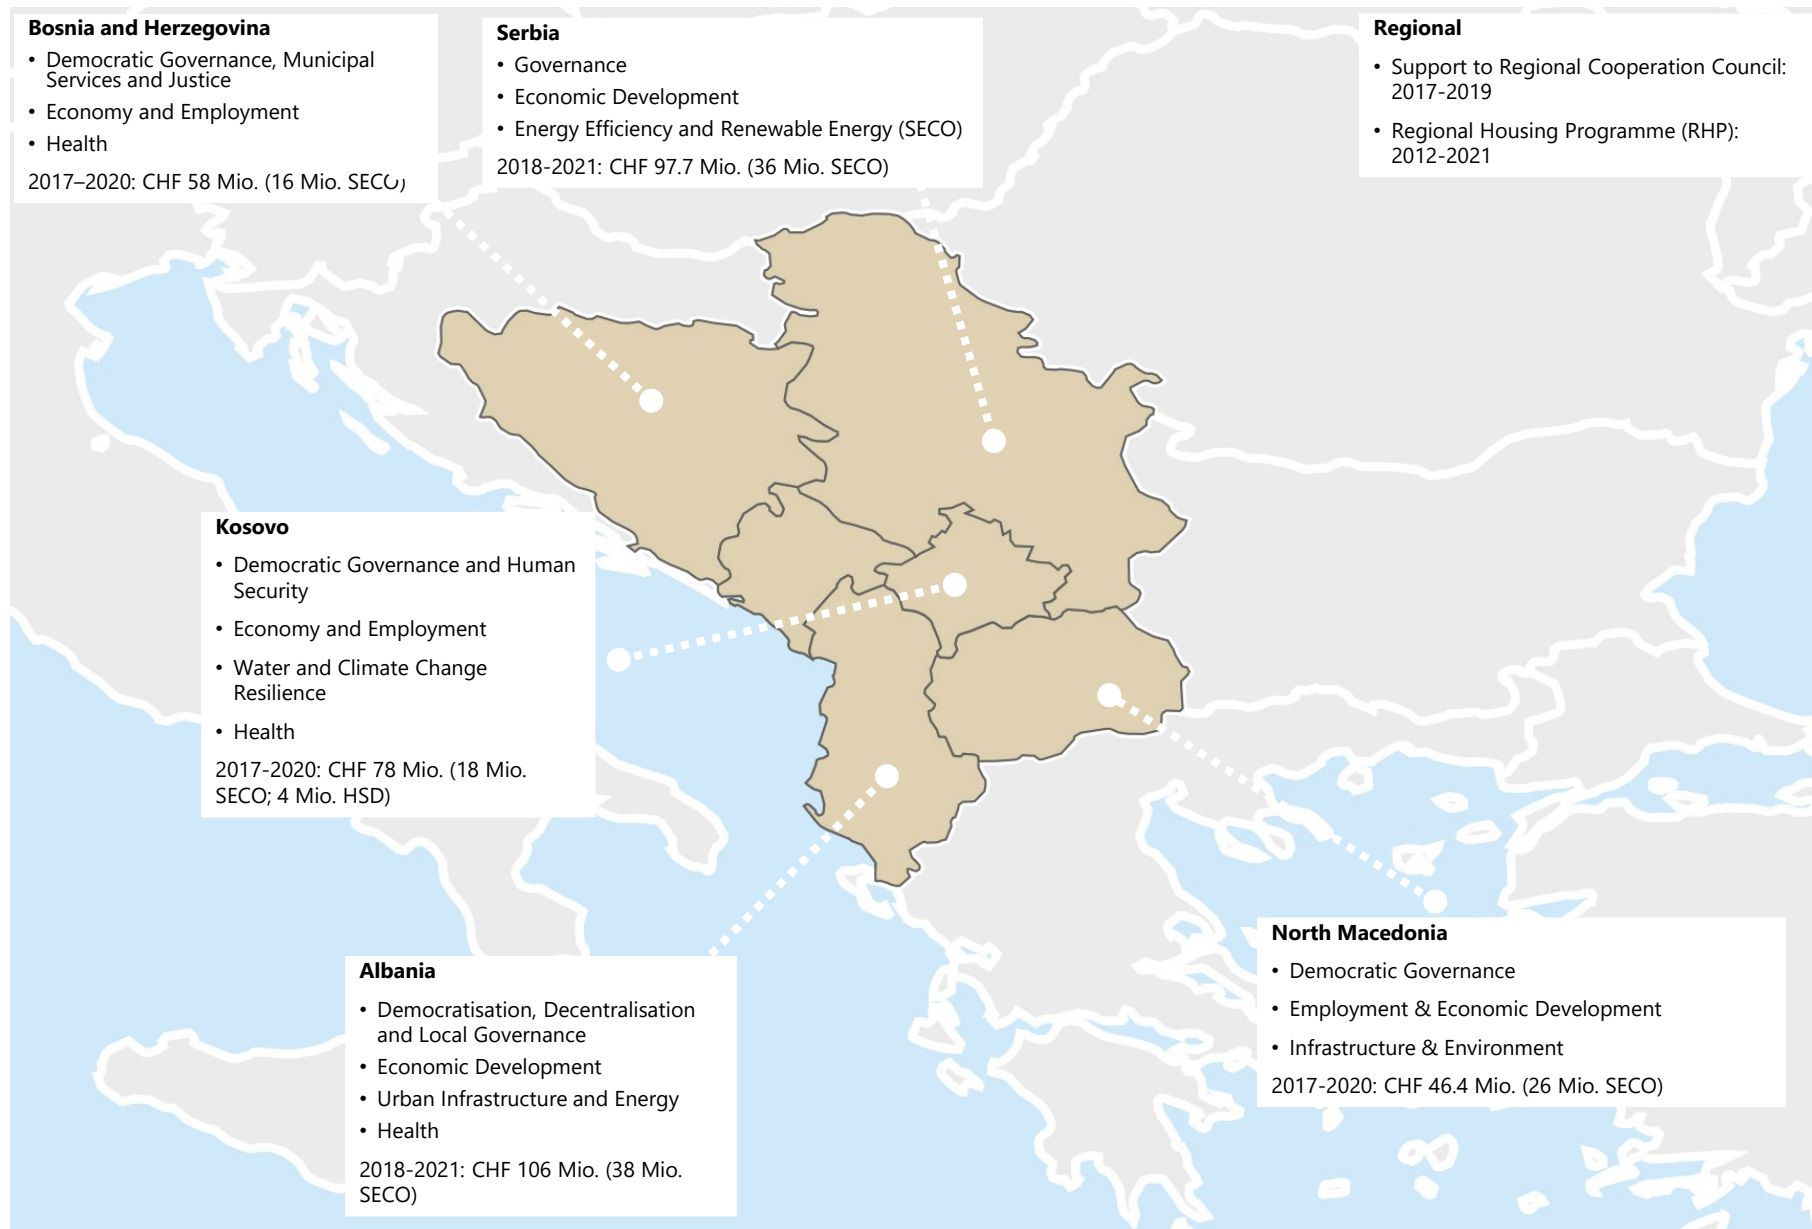 Bosnia and Herzegovina
• Democratic Governance, Municipal
Services and Justice
• Economy and Employment
• Health
2017–2020: CHF 58 Mio. (16 Mio. SECO)
Serbia
• Governance
• Economic Development
• Energy Efficiency and Renewable Energy (SECO)
2018-2021: CHF 97.7 Mio. (36 Mio. SECO)
Regional
• Support to Regional Cooperation Council:
2017-2019
• Regional Housing Programme (RHP):
2012-2021
Kosovo
• Democratic Governance and Human
Security
• Economy and Employment
• Water and Climate Change
Resilience
• Health
2017-2020: CHF 78 Mio. (18 Mio.
SECO; 4 Mio. HSD)
Albania
• Democratisation, Decentralisation
and Local Governance
• Economic Development
• Urban Infrastructure and Energy
• Health
2018-2021: CHF 106 Mio. (38 Mio.
SECO)
North Macedonia
• Democratic Governance
• Employment & Economic Development
• Infrastructure & Environment
2017-2020: CHF 46.4 Mio. (26 Mio. SECO)